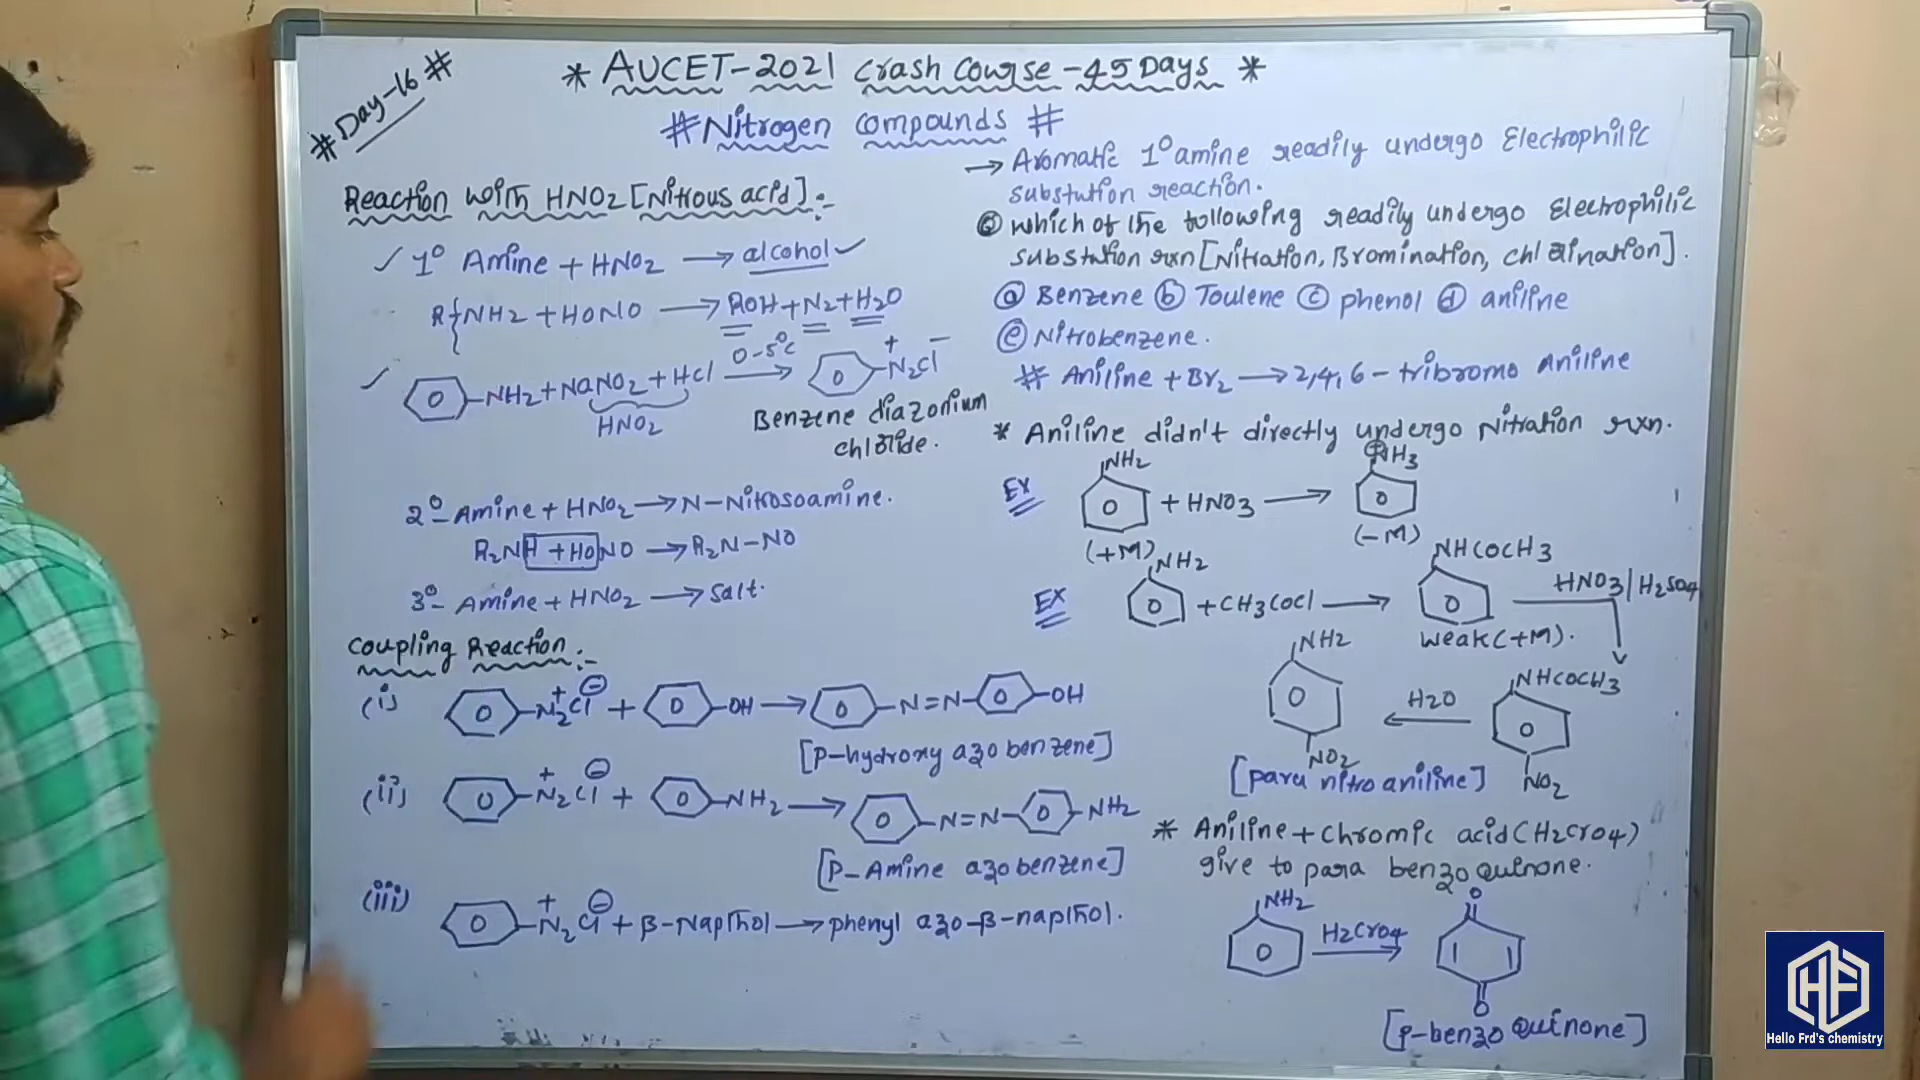 # Day-16 #
* AUCET-2021 Crash Course-45 Days *
# Nitrogen Compounds #
Reaction with HNO2 [Nitrous acid]:-
✓ 1° Amine + HNO2 → alcohol ✓
R-NH2 + HONO → ROH + N2 + H2O
✓ -NH2 + NaNO2 + HCl 0-5°C → N2Cl + -
HNO2
Benzene diazonium
chloride.
2° Amine + HNO2 → N-Nitrosoamine.
R2NH + HONO → R2N-NO
3° Amine + HNO2 → Salt.
Coupling Reaction:-
(i) N2Cl + - + -OH → -N=N- -OH
[P-hydroxy azo benzene]
(ii) N2Cl + - + -NH2 → -N=N- -NH2
[P-Amine azobenzene]
(iii) N2Cl + - + β-Napthol → phenyl azo-β-napthol.
→ Aromatic 1° amine readily undergo Electrophilic
substution reaction.
Q which of the following readily undergo Electrophilic
substation rxn [Nitration, Bromination, chlorination].
a Benzene b Toulene c phenol d aniline
e Nitrobenzene.
# Aniline + Br2 → 2,4,6-tribromo Aniline
* Aniline didn't directly undergo Nitration rxn.
Ex NH2 + HNO3 → ⊕NH3
(+M) (-M)
Ex NH2 + CH3COCl → NHCOCH3 HNO3/H2SO4
weak(+M).
NH2 H2O ← NHCOCH3
NO2 NO2
[para nitro aniline]
* Aniline + Chromic acid (H2CrO4)
give to para benzo Quinone.
NH2 H2CrO4 → O
O
[p-benzo Quinone]
HF
Hello Frd's chemistry